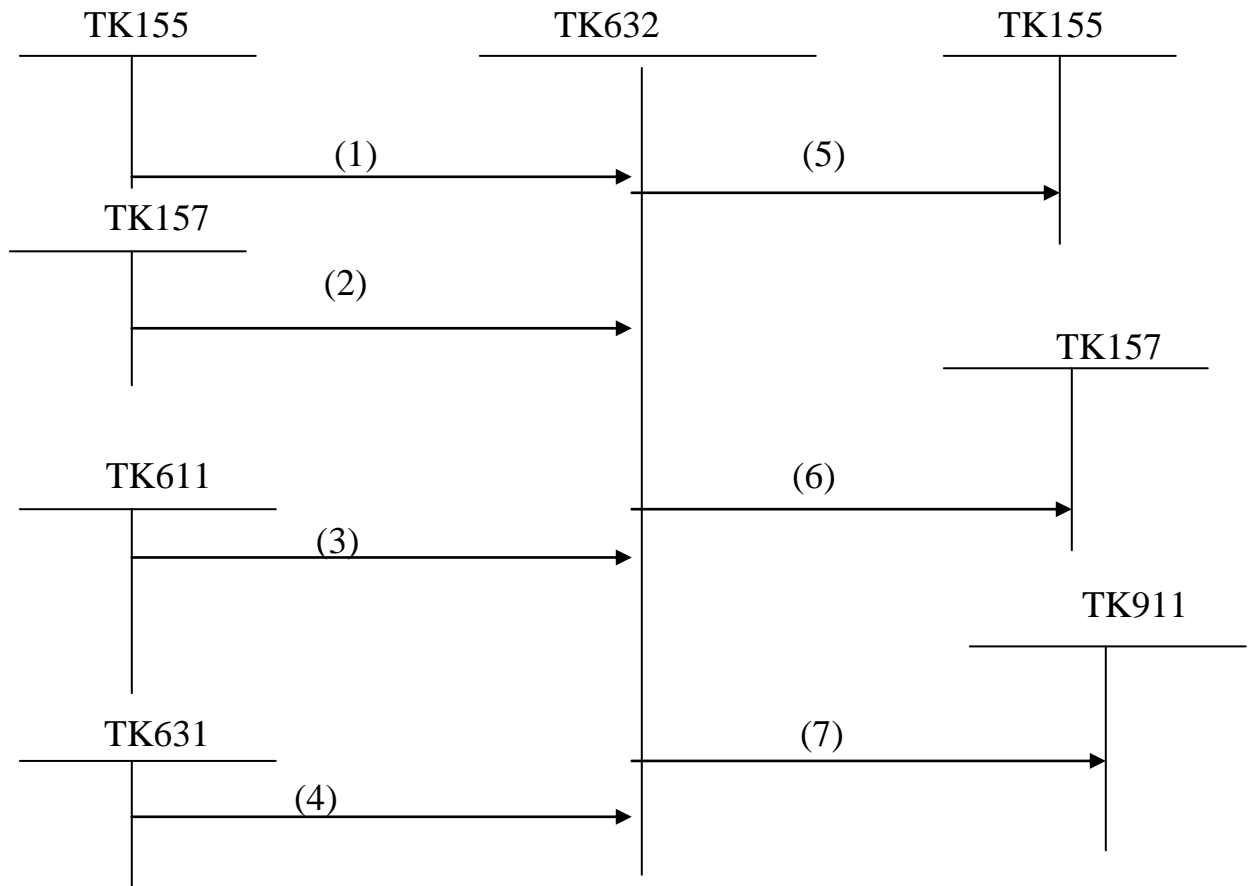 TK155 TK632 TK155
(1) (5)
TK157
(2)
TK157
TK611 (6)
(3)
TK911
TK631 (7)
(4)